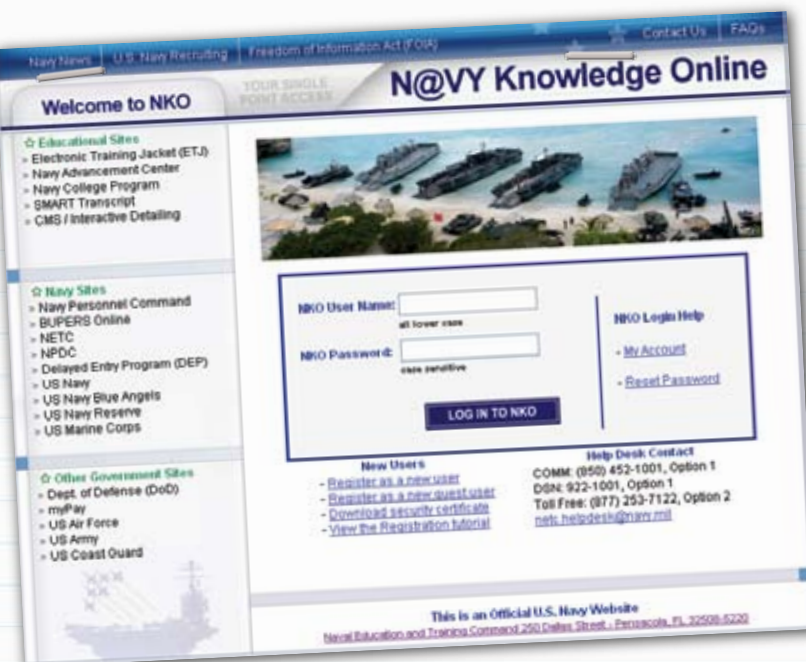 Navy News U.S. Navy Recruiting Freedom of Information Act (FOIA) Contact Us FAQs
Welcome to NKO
YOUR SINGLE
POINT ACCESS
N@VY Knowledge Online
Educational Sites
» Electronic Training Jacket (ETJ)
» Navy Advancement Center
» Navy College Program
» SMART Transcript
» CMS / Interactive Detailing
Navy Sites
» Navy Personnel Command
» BUPERS Online
» NETC
» NPDC
» Delayed Entry Program (DEP)
» US Navy
» US Navy Blue Angels
» US Navy Reserve
» US Marine Corps
Other Government Sites
» Dept. of Defense (DoD)
» myPay
» US Air Force
» US Army
» US Coast Guard
NKO User Name:
all lower case
NKO Password:
case sensitive
LOG IN TO NKO
NKO Login Help
- My Account
- Reset Password
New Users
- Register as a new user
- Register as a new guest user
- Download security certificate
- View the Registration tutorial
Help Desk Contact
COMM: (850) 452-1001, Option 1
DSN: 922-1001, Option 1
Toll Free: (877) 253-7122, Option 2
netc.helpdesk@navy.mil
This is an Official U.S. Navy Website
Naval Education and Training Command 250 Dallas Street - Pensacola, FL 32508-5220